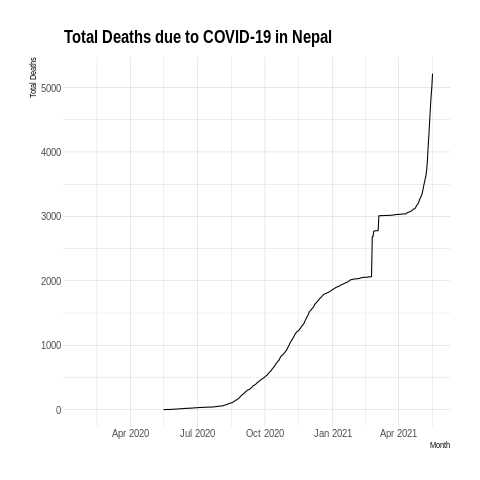 Total Deaths due to COVID-19 in Nepal
Total Deaths
5000
4000
3000
2000
1000
0
Apr 2020 Jul 2020 Oct 2020 Jan 2021 Apr 2021
Month